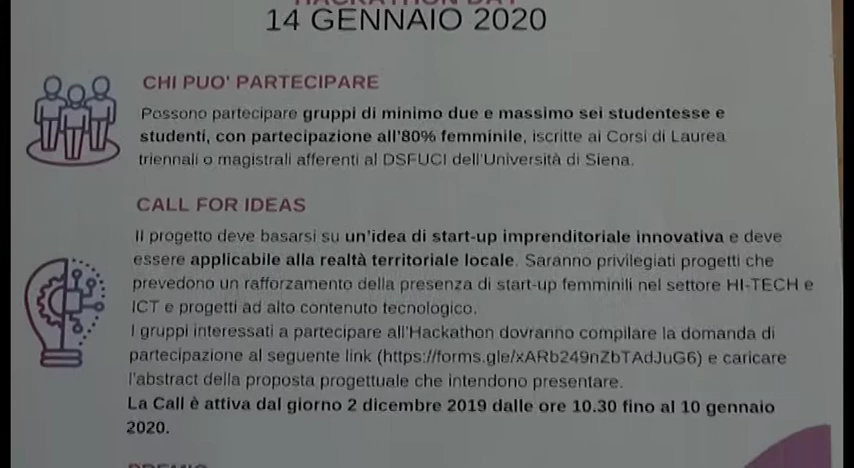 HACKATHON DAY
14 GENNAIO 2020
CHI PUO' PARTECIPARE
Possono partecipare gruppi di minimo due e massimo sei studentesse e
studenti, con partecipazione all'80% femminile, iscritte ai Corsi di Laurea
triennali o magistrali afferenti al DSFUCI dell'Università di Siena.
CALL FOR IDEAS
Il progetto deve basarsi su un'idea di start-up imprenditoriale innovativa e deve
essere applicabile alla realtà territoriale locale. Saranno privilegiati progetti che
prevedono un rafforzamento della presenza di start-up femminili nel settore HI-TECH e
ICT e progetti ad alto contenuto tecnologico.
I gruppi interessati a partecipare all'Hackathon dovranno compilare la domanda di
partecipazione al seguente link (https://forms.gle/xARb249nZbTAdJuG6) e caricare
l'abstract della proposta progettuale che intendono presentare.
La Call è attiva dal giorno 2 dicembre 2019 dalle ore 10.30 fino al 10 gennaio
2020.
PREMIO